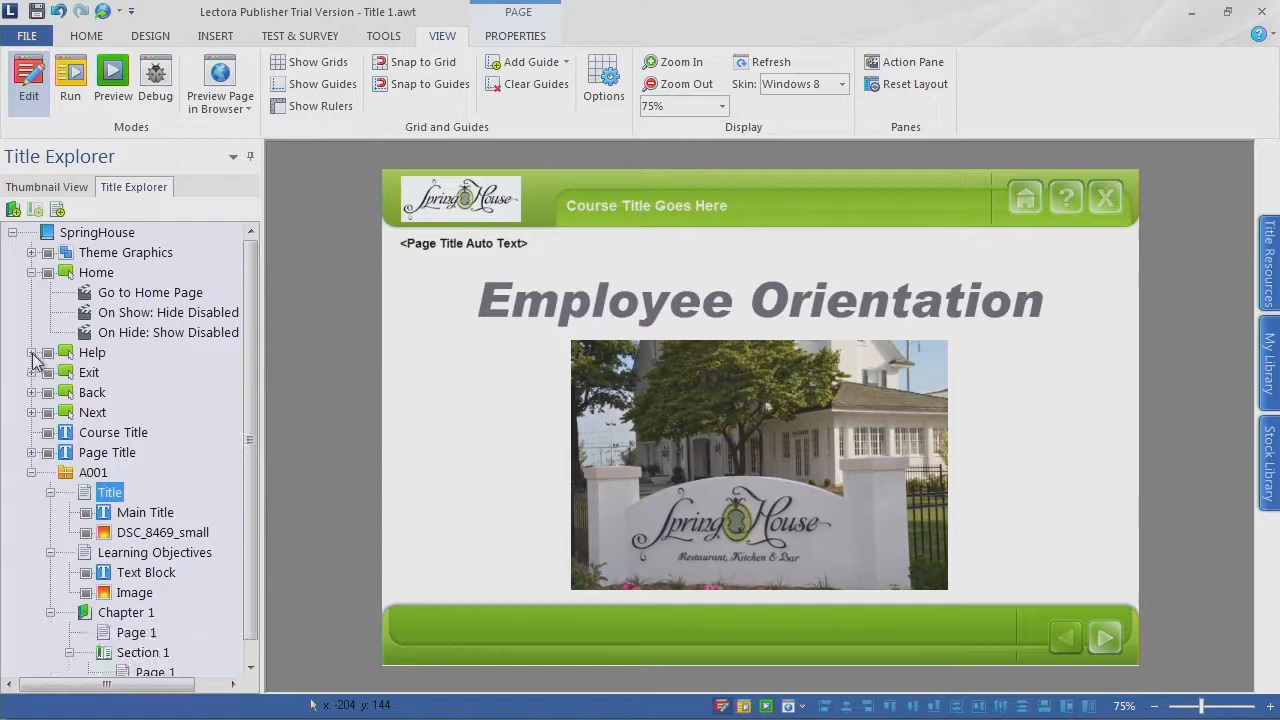 Lectora Publisher Trial Version - Title 1.awt
PAGE
FILE HOME DESIGN INSERT TEST & SURVEY TOOLS VIEW PROPERTIES
Show Grids Snap to Grid Add Guide Zoom In Refresh Action Pane
Show Guides Snap to Guides Clear Guides Zoom Out Skin: Windows 8 Reset Layout
Edit Run Preview Debug Preview Page in Browser Show Rulers Options 75%
Modes Grid and Guides Display Panes
Title Explorer
Thumbnail View Title Explorer
SpringHouse
Theme Graphics
Home
Go to Home Page
On Show: Hide Disabled
On Hide: Show Disabled
Help
Exit
Back
Next
Course Title
Page Title
A001
Title
Main Title
DSC_8469_small
Learning Objectives
Text Block
Image
Chapter 1
Page 1
Section 1
Page 1
Spring House
Course Title Goes Here
?
X
<Page Title Auto Text>
Employee Orientation
Spring House
Restaurant, Kitchen & Bar
Title Resources
My Library
Stock Library
x: -204 y: 144
75%